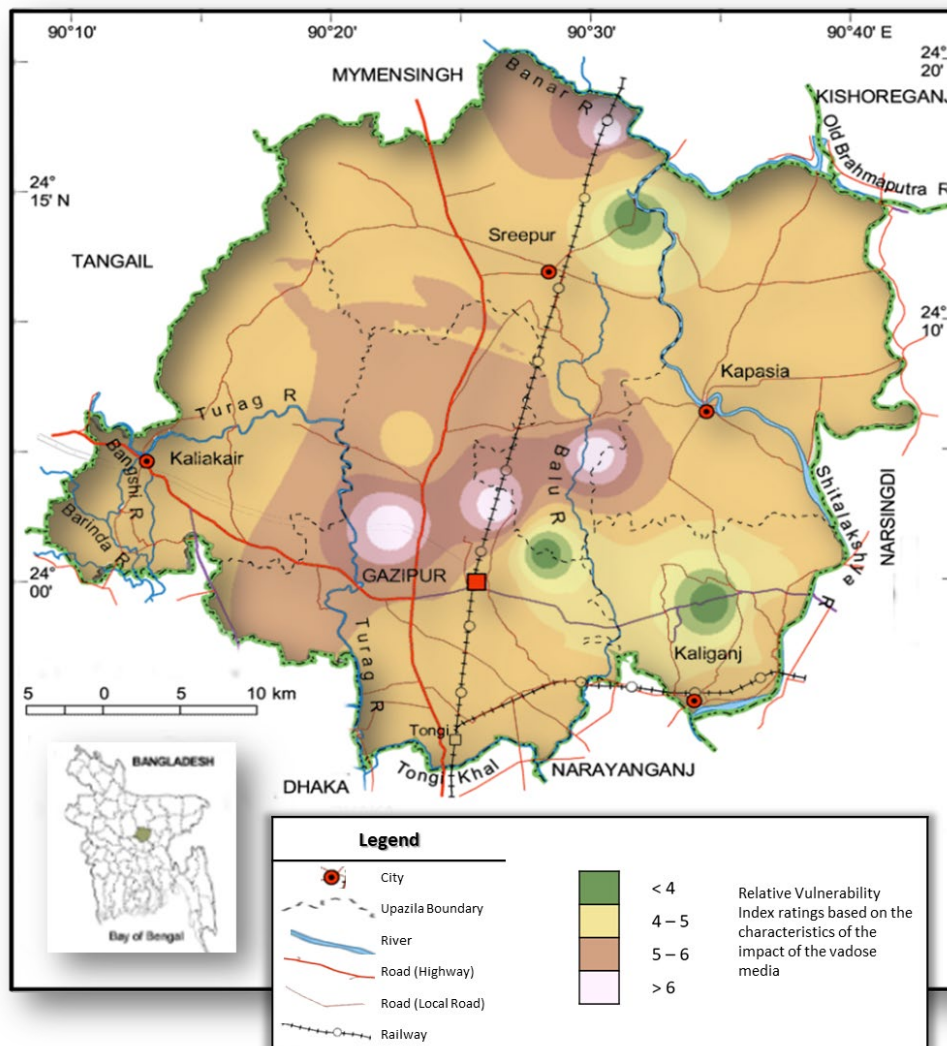 90°10'
90°20'
90°30'
90°40' E
24°
20'
MYMENSINGH
Banar R
KISHOREGANJ
Old Brahmaputra R
24°
15' N
Sreepur
TANGAIL
24°
10'
Kapasia
Turag R
Kaliakair
Bangshi R
Balu R
Shitalakshya R
NARSINGDI
Barinda R
24°
00'
GAZIPUR
Turag R
Kaliganj
5 0 5 10 km
Tongi
Tongi Khal
NARAYANGANJ
DHAKA
BANGLADESH
Bay of Bengal
Legend
City
Upazila Boundary
River
Road (Highway)
Road (Local Road)
Railway
< 4
4 – 5
5 – 6
> 6
Relative Vulnerability
Index ratings based on the
characteristics of the
impact of the vadose
media